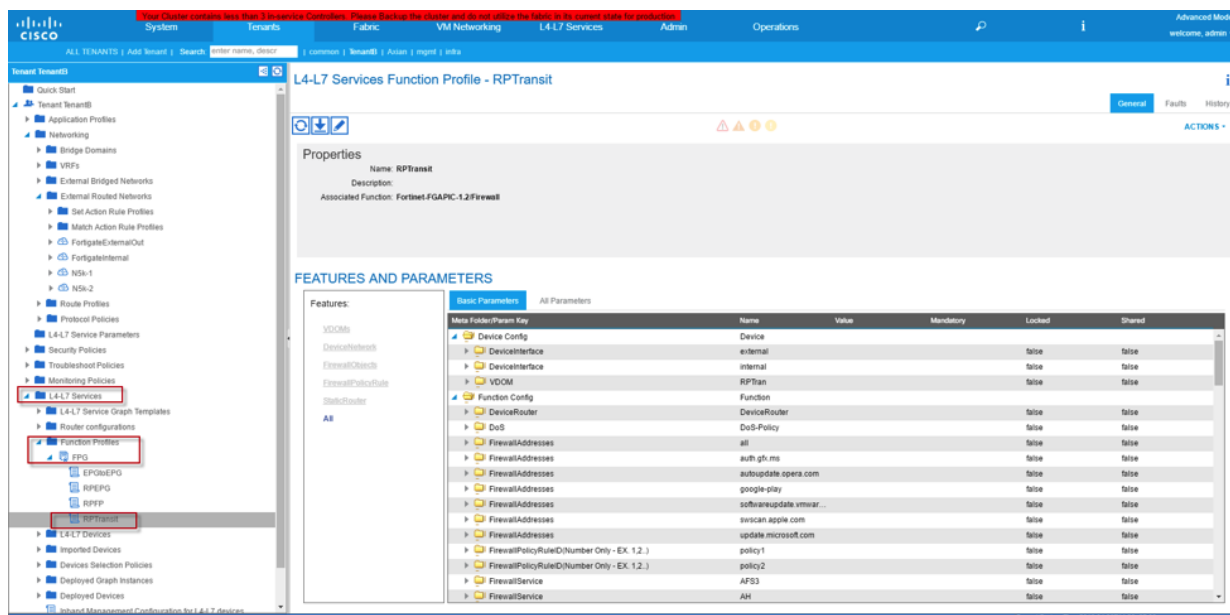 Your Cluster contains less than 3 in-service Controllers. Please Backup the cluster and do not utilize the fabric in its current state for production.
CISCO
System Tenants Fabric VM Networking L4-L7 Services Admin Operations
Advanced Mode
welcome, admin
ALL TENANTS | Add Tenant | Search: enter name, descr | common | TenantB | Axian | mgmt | infra
Tenant TenantB
Quick Start
Tenant TenantB
Application Profiles
Networking
Bridge Domains
VRFs
External Bridged Networks
External Routed Networks
Set Action Rule Profiles
Match Action Rule Profiles
FortigateExternalOut
FortigateInternal
N5k-1
N5k-2
Route Profiles
Protocol Policies
L4-L7 Service Parameters
Security Policies
Troubleshoot Policies
Monitoring Policies
L4-L7 Services
L4-L7 Service Graph Templates
Router configurations
Function Profiles
FPG
EPGtoEPG
RPEPG
RPFP
RPTransit
L4-L7 Devices
Imported Devices
Devices Selection Policies
Deployed Graph Instances
Deployed Devices
Inband Management Configuration for L4-L7 devices
L4-L7 Services Function Profile - RPTransit
i
General Faults History
ACTIONS
Properties
Name: RPTransit
Description:
Associated Function: Fortinet-FGAPIC-1.2/Firewall
FEATURES AND PARAMETERS
Features:
VDOMs
DeviceNetwork
FirewallObjects
FirewallPolicyRule
StaticRouter
All
Basic Parameters All Parameters
Meta Folder/Param Key Name Value Mandatory Locked Shared
Device Config Device
DeviceInterface external false false
DeviceInterface internal false false
VDOM RPTran false false
Function Config Function
DeviceRouter DeviceRouter false false
DoS DoS-Policy false false
FirewallAddresses all false false
FirewallAddresses auth.gfx.ms false false
FirewallAddresses autoupdate.opera.com false false
FirewallAddresses google-play false false
FirewallAddresses softwareupdate.vmwar... false false
FirewallAddresses swscan.apple.com false false
FirewallAddresses update.microsoft.com false false
FirewallPolicyRuleID(Number Only - EX. 1,2..) policy1 false false
FirewallPolicyRuleID(Number Only - EX. 1,2..) policy2 false false
FirewallService AFS3 false false
FirewallService AH false false